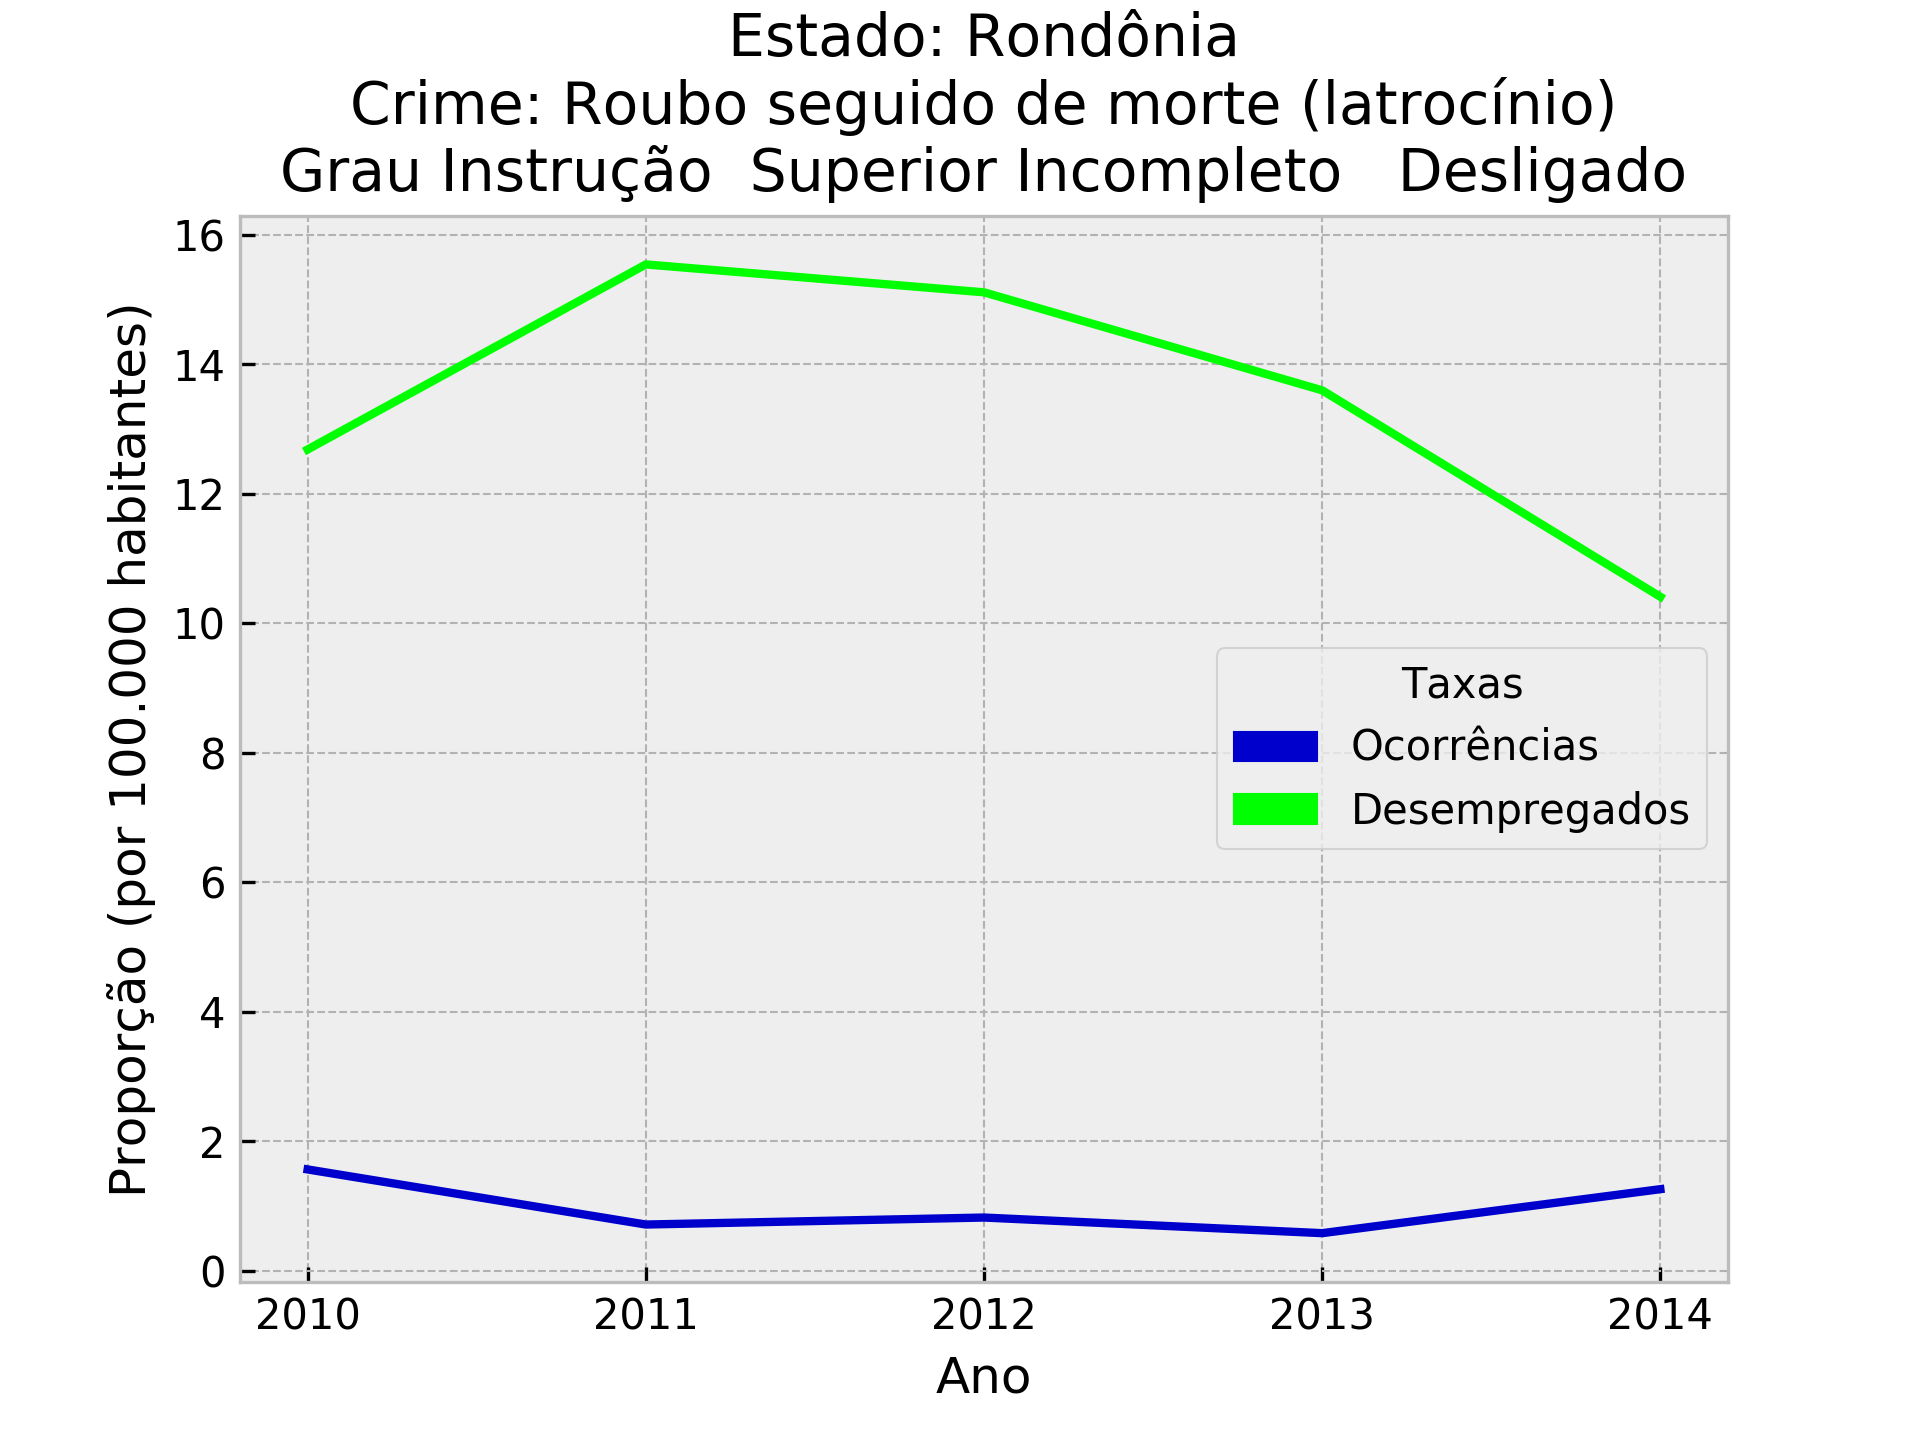 Estado: Rondônia
Crime: Roubo seguido de morte (latrocínio)
Grau Instrução  Superior Incompleto   Desligado
Proporção (por 100.000 habitantes)
16
14
12
10
8
6
4
2
0
Taxas
Ocorrências
Desempregados
2010 2011 2012 2013 2014
Ano